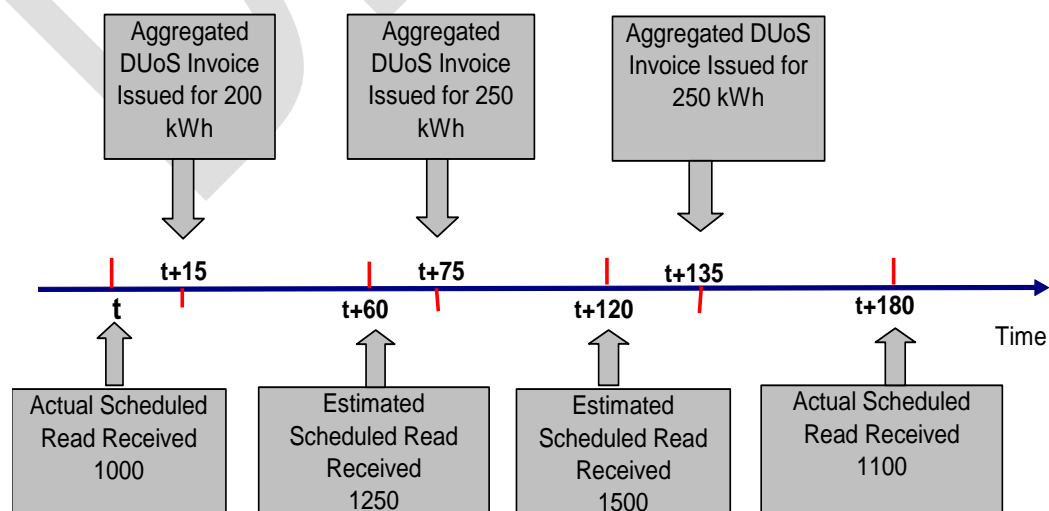 Aggregated
DUoS Invoice
Issued for 200
kWh
Aggregated
DUoS Invoice
Issued for 250
kWh
Aggregated DUoS
Invoice Issued for
250 kWh
t+15
t+75
t+135
t
t+60
t+120
t+180
Time
Actual Scheduled
Read Received
1000
Estimated
Scheduled Read
Received
1250
Estimated
Scheduled Read
Received
1500
Actual Scheduled
Read Received
1100